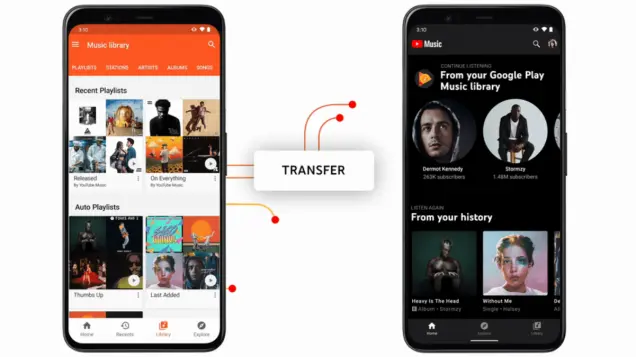 3:10
Music library
PLAYLISTS STATIONS ARTISTS ALBUMS SONGS
Recent Playlists
Released
By YouTube Music
On Everything
By YouTube Music
Auto Playlists
Thumbs Up
Last Added
Home Recents Library Explore
TRANSFER
3:10
Music
CONTINUE LISTENING
From your Google Play
Music library
Dermot Kennedy
263K subscribers
Stormzy
1.48M subscribers
LISTEN AGAIN
From your history
Heavy Is The Head
Album • Stormzy
Without Me
Single • Halsey
Home Explore Library